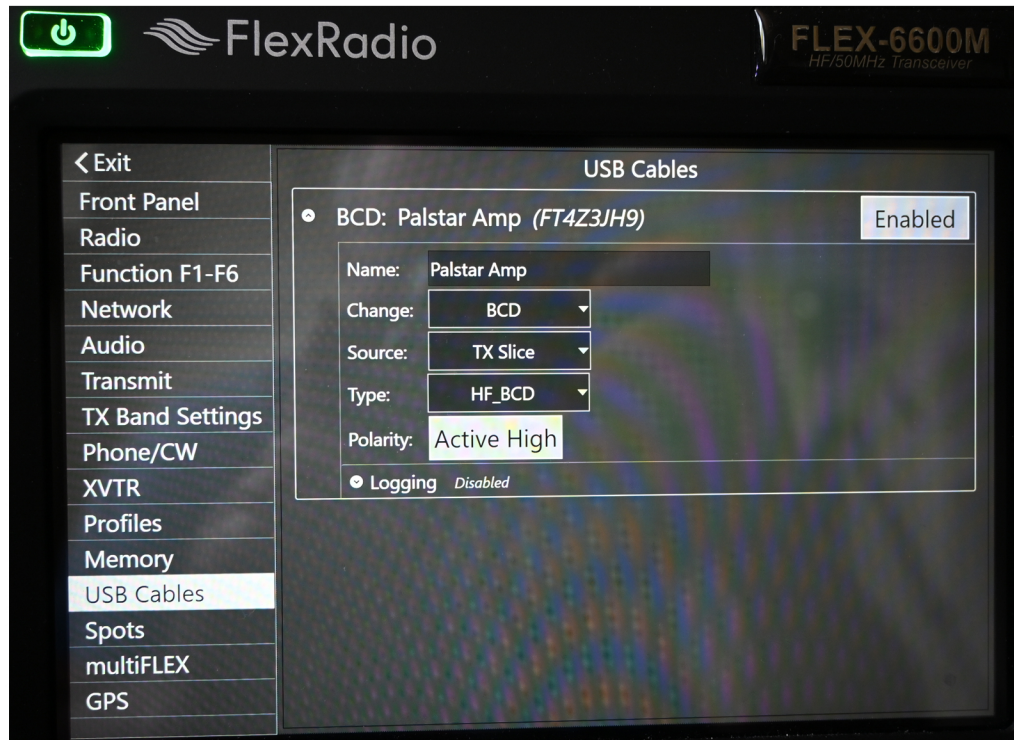 FlexRadio
FLEX-6600M
HF/50MHz Transceiver
Exit
Front Panel
Radio
Function F1-F6
Network
Audio
Transmit
TX Band Settings
Phone/CW
XVTR
Profiles
Memory
USB Cables
Spots
multiFLEX
GPS
USB Cables
BCD: Palstar Amp (FT4Z3JH9)
Enabled
Name: Palstar Amp
Change: BCD
Source: TX Slice
Type: HF_BCD
Polarity: Active High
Logging Disabled